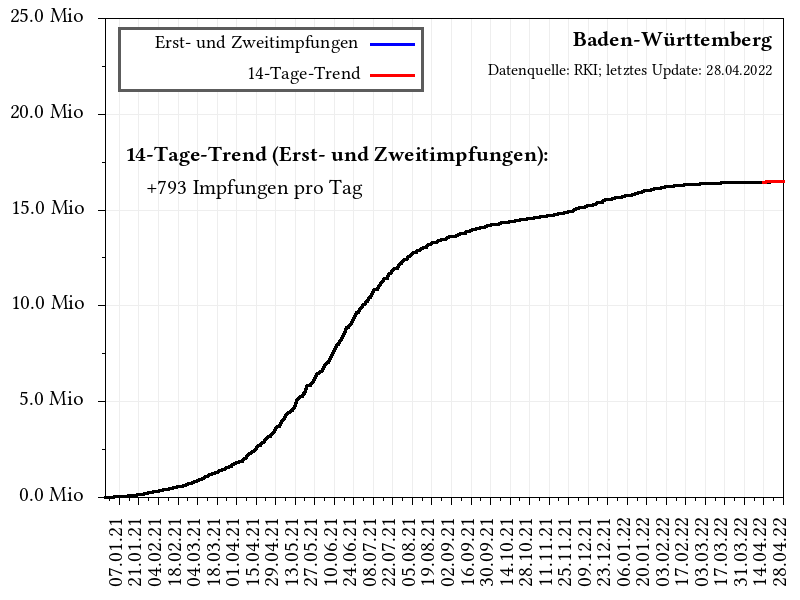 25.0 Mio
20.0 Mio
15.0 Mio
10.0 Mio
5.0 Mio
0.0 Mio
Erst- und Zweitimpfungen
14-Tage-Trend
Baden-Württemberg
Datenquelle: RKI; letztes Update: 28.04.2022
14-Tage-Trend (Erst- und Zweitimpfungen):
+793 Impfungen pro Tag
07.01.21
21.01.21
04.02.21
18.02.21
04.03.21
18.03.21
01.04.21
15.04.21
29.04.21
13.05.21
27.05.21
10.06.21
24.06.21
08.07.21
22.07.21
05.08.21
19.08.21
02.09.21
16.09.21
30.09.21
14.10.21
28.10.21
11.11.21
25.11.21
09.12.21
23.12.21
06.01.22
20.01.22
03.02.22
17.02.22
03.03.22
17.03.22
31.03.22
14.04.22
28.04.22